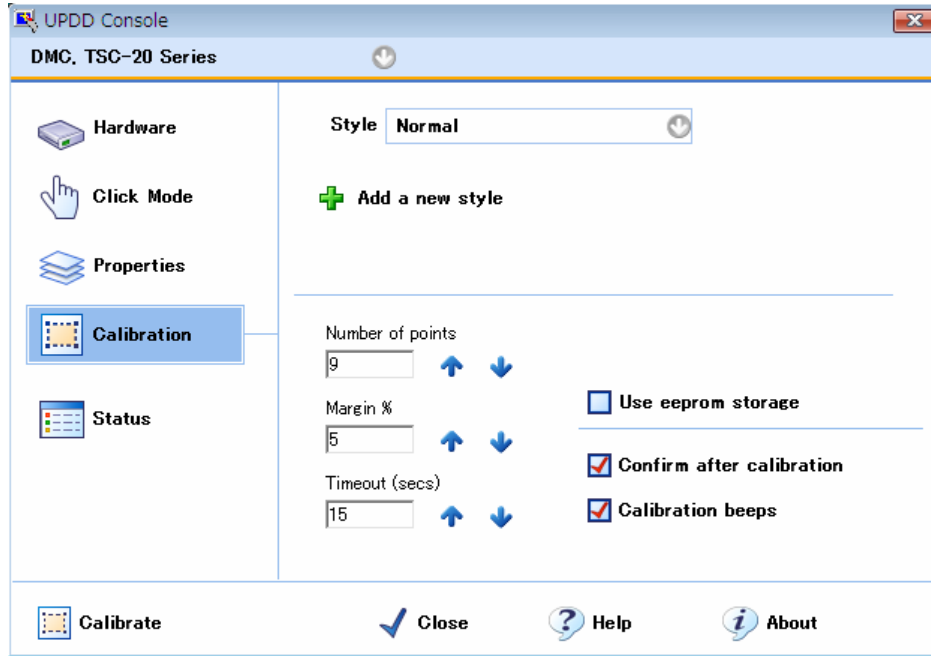 UPDD Console
DMC, TSC-20 Series
Hardware
Click Mode
Properties
Calibration
Status
Style Normal
Add a new style
Number of points
9
Margin %
5
Timeout (secs)
15
Use eeprom storage
Confirm after calibration
Calibration beeps
Calibrate
Close
Help
About